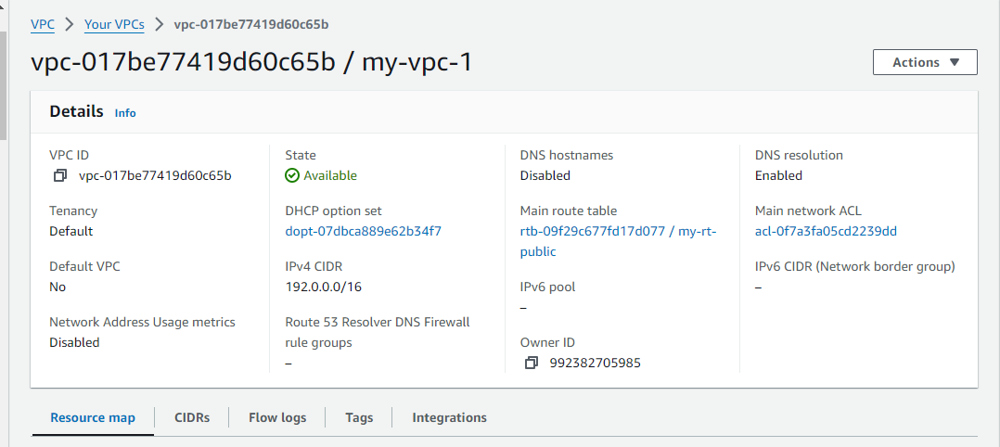 VPC > Your VPCs > vpc-017be77419d60c65b
vpc-017be77419d60c65b / my-vpc-1
Actions
Details Info
VPC ID
vpc-017be77419d60c65b
State
Available
DNS hostnames
Disabled
DNS resolution
Enabled
Tenancy
Default
DHCP option set
dopt-07dbca889e62b34f7
Main route table
rtb-09f29c677fd17d077 / my-rt-
public
Main network ACL
acl-0f7a3fa05cd2239dd
Default VPC
No
IPv4 CIDR
192.0.0.0/16
IPv6 pool
–
IPv6 CIDR (Network border group)
–
Network Address Usage metrics
Disabled
Route 53 Resolver DNS Firewall
rule groups
–
Owner ID
992382705985
Resource map
CIDRs
Flow logs
Tags
Integrations